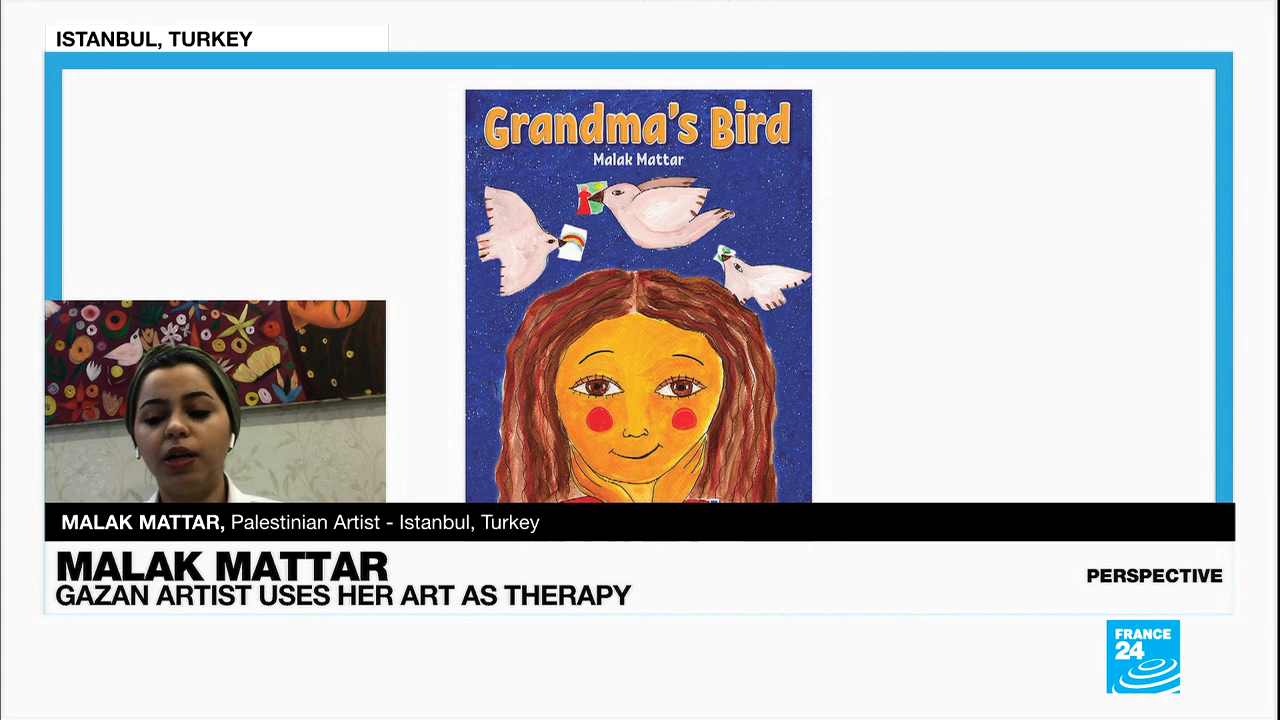 ISTANBUL, TURKEY
Grandma's Bird
Malak Mattar
MALAK MATTAR, Palestinian Artist - Istanbul, Turkey
MALAK MATTAR
GAZAN ARTIST USES HER ART AS THERAPY
PERSPECTIVE
FRANCE
24